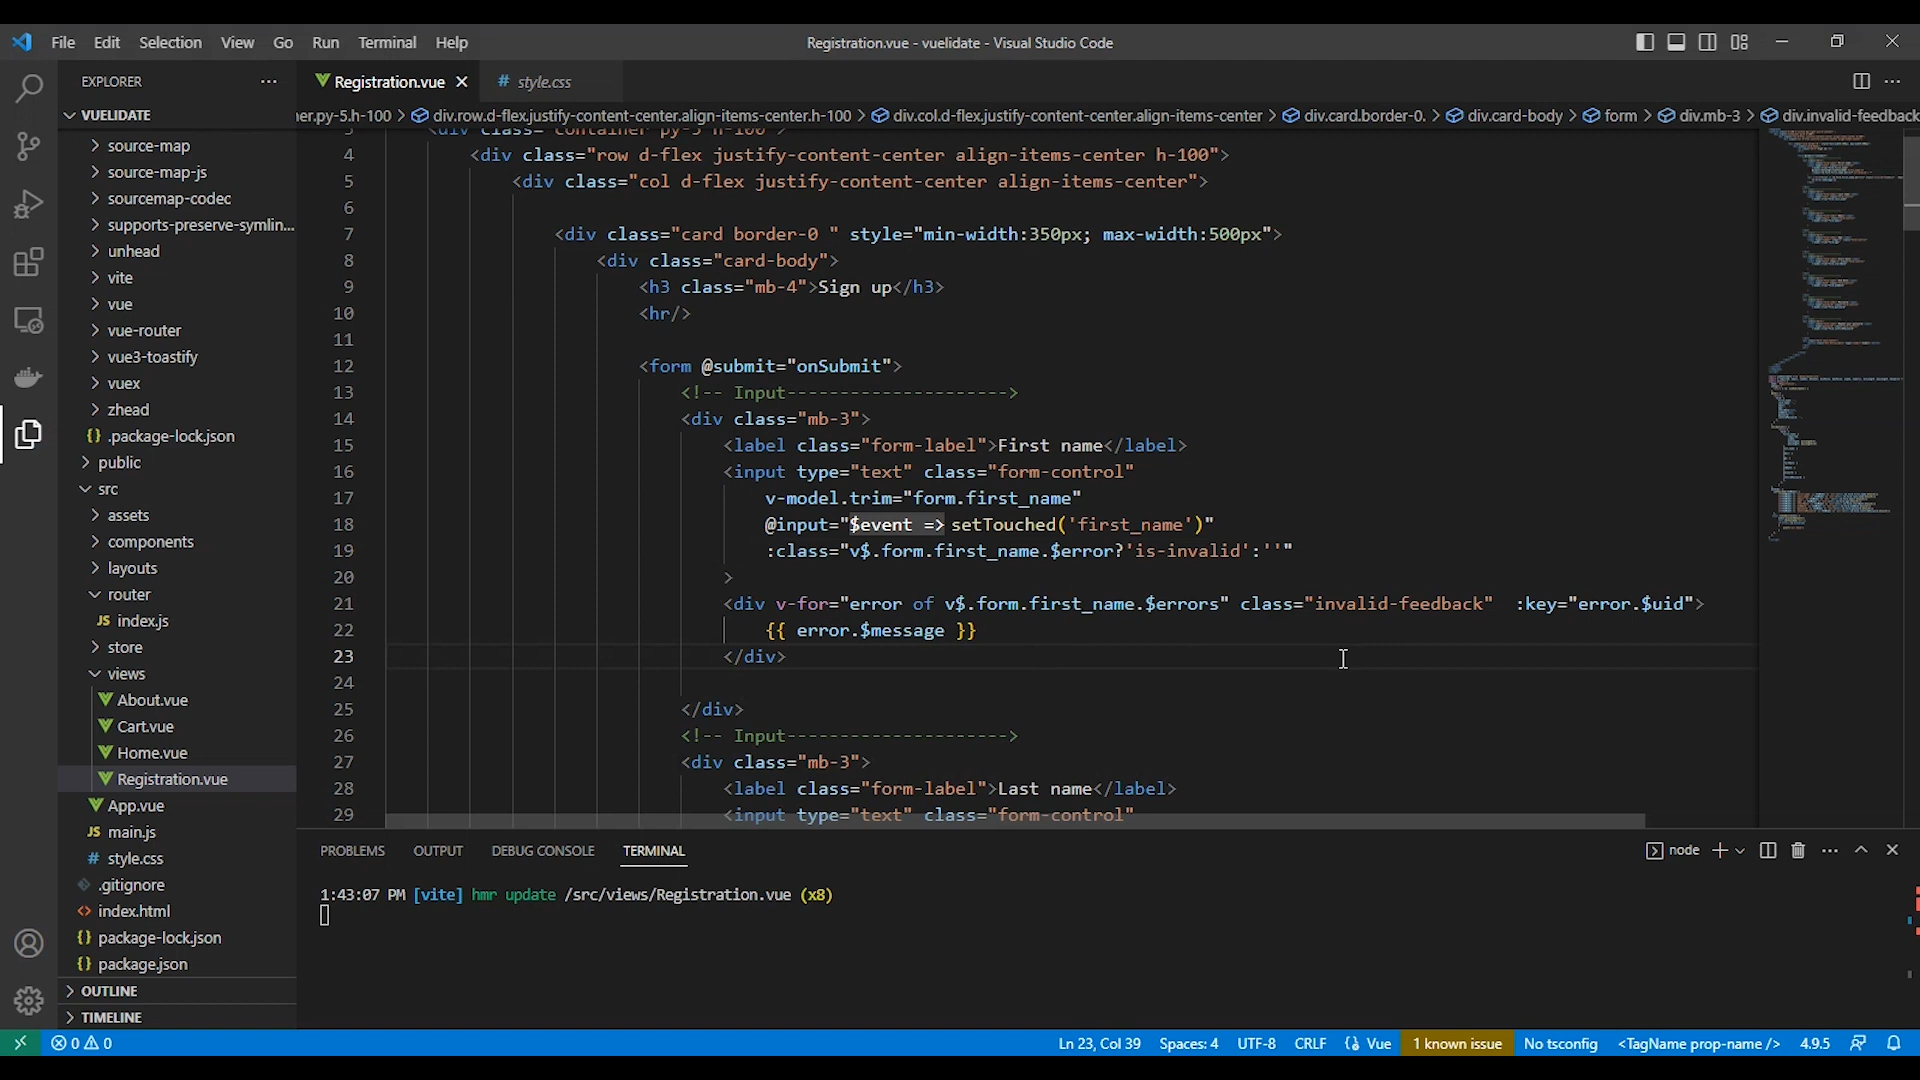 File Edit Selection View Go Run Terminal Help
Registration.vue - vuelidate - Visual Studio Code
EXPLORER
VUELIDATE
source-map
source-map-js
sourcemap-codec
supports-preserve-symlin...
unhead
vite
vue
vue-router
vue3-toastify
vuex
zhead
{} .package-lock.json
public
src
assets
components
layouts
router
JS index.js
store
views
About.vue
Cart.vue
Home.vue
Registration.vue
App.vue
JS main.js
# style.css
.gitignore
<> index.html
{} package-lock.json
{} package.json
OUTLINE
TIMELINE
Registration.vue
# style.css
ner.py-5.h-100 > div.row.d-flex.justify-content-center.align-items-center.h-100 > div.col.d-flex.justify-content-center.align-items-center > div.card.border-0. > div.card-body > form > div.mb-3 > div.invalid-feedback
3 <div class="container py-5 h-100">
4 <div class="row d-flex justify-content-center align-items-center h-100">
5 <div class="col d-flex justify-content-center align-items-center">
6
7 <div class="card border-0 " style="min-width:350px; max-width:500px">
8 <div class="card-body">
9 <h3 class="mb-4">Sign up</h3>
10 <hr/>
11
12 <form @submit="onSubmit">
13 <!-- Input--------------------->
14 <div class="mb-3">
15 <label class="form-label">First name</label>
16 <input type="text" class="form-control"
17 v-model.trim="form.first_name"
18 @input="$event => setTouched('first_name')"
19 :class="v$.form.first_name.$error?'is-invalid':''"
20 >
21 <div v-for="error of v$.form.first_name.$errors" class="invalid-feedback"  :key="error.$uid">
22 {{ error.$message }}
23 </div>
24
25 </div>
26 <!-- Input--------------------->
27 <div class="mb-3">
28 <label class="form-label">Last name</label>
29 <input type="text" class="form-control"
PROBLEMS OUTPUT DEBUG CONSOLE TERMINAL
node
1:43:07 PM [vite] hmr update /src/views/Registration.vue (x8)
0 0
Ln 23, Col 39 Spaces: 4 UTF-8 CRLF Vue 1 known issue No tsconfig <TagName prop-name /> 4.9.5